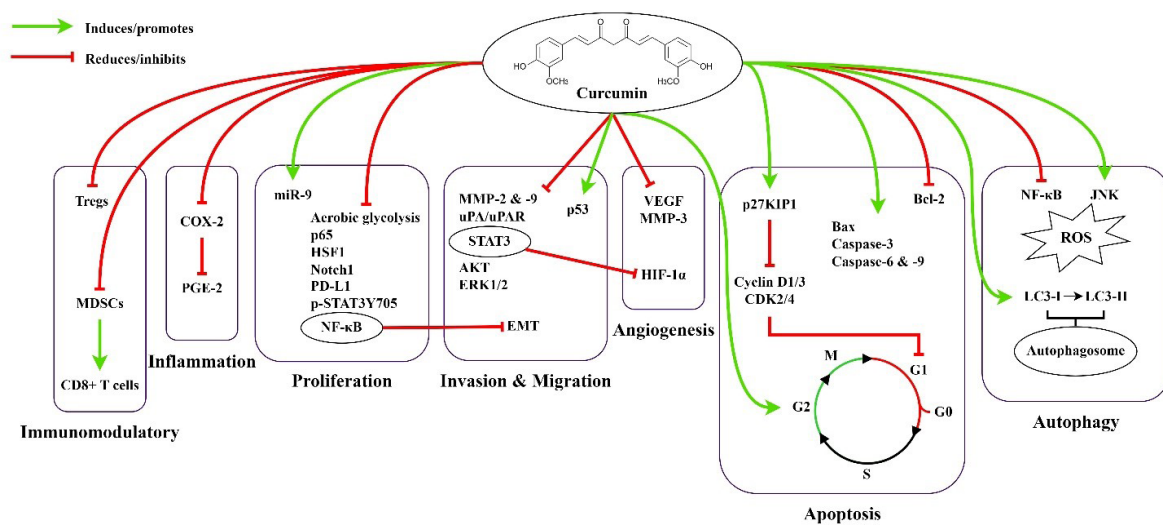 Induces/promotes
Reduces/inhibits
O
O
HO
OCH₃
H₃CO
OH
Curcumin
Tregs
MDSCs
CD8+ T cells
Immunomodulatory
COX-2
PGE-2
Inflammation
miR-9
Aerobic glycolysis
p65
HSF1
Notch1
PD-L1
p-STAT3Y705
NF-κB
Proliferation
MMP-2 & -9
uPA/uPAR
STAT3
AKT
ERK1/2
p53
EMT
Invasion & Migration
VEGF
MMP-3
HIF-1α
Angiogenesis
p27KIP1
Cyclin D1/3
CDK2/4
Bax
Caspase-3
Caspase-6 & -9
Bcl-2
M
G1
G2
G0
S
Apoptosis
NF-κB
JNK
ROS
LC3-I
LC3-II
Autophagosome
Autophagy